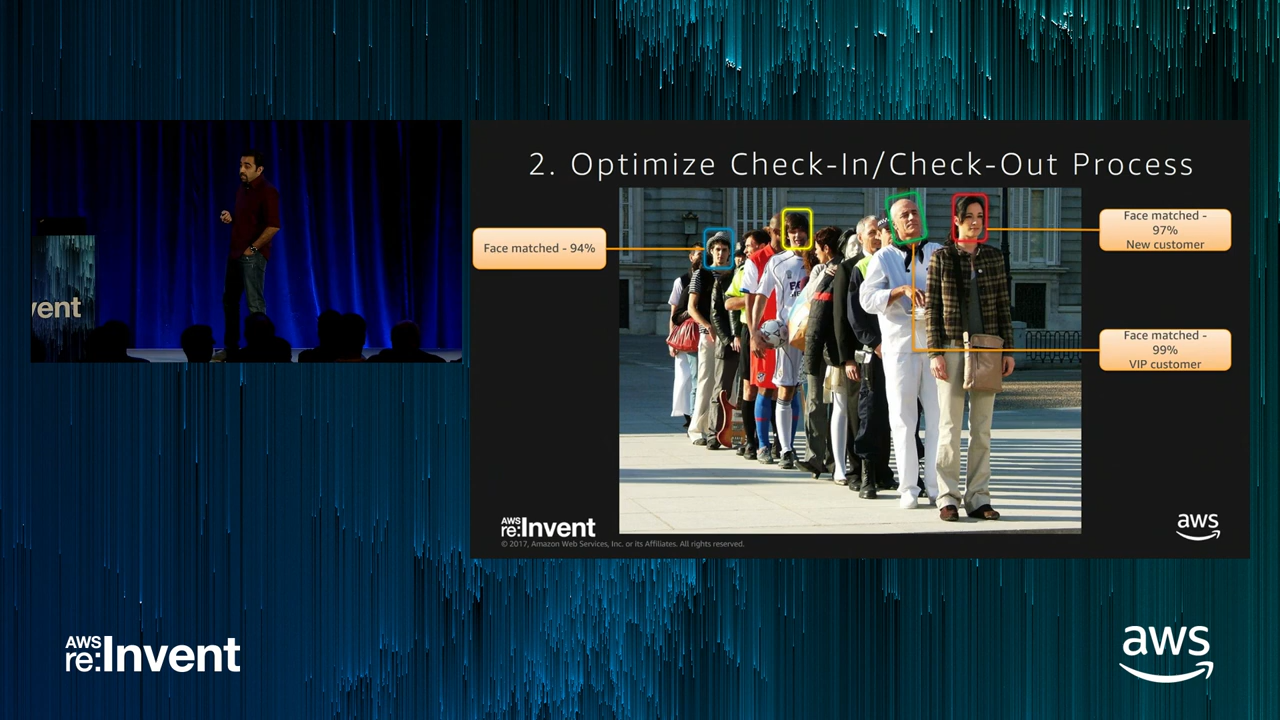 2. Optimize Check-In/Check-Out Process
Face matched - 94%
Face matched -
97%
New customer
Face matched -
99%
VIP customer
vent
AWS
re:Invent
© 2017, Amazon Web Services, Inc. or its Affiliates. All rights reserved.
aws
AWS
re:Invent
aws